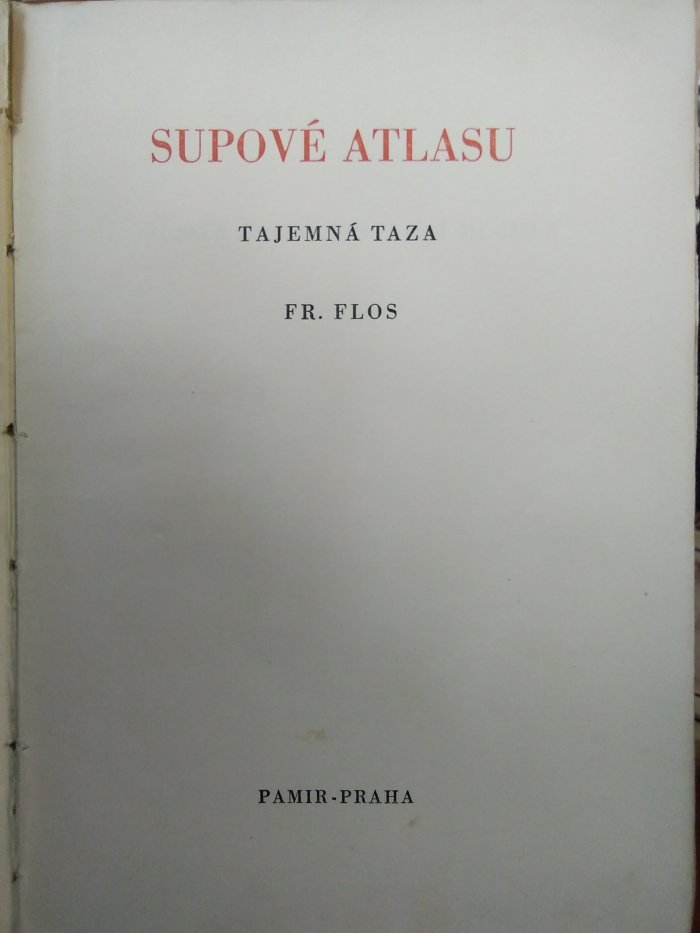 SUPOVÉ ATLASU
TAJEMNÁ TAZA
FR. FLOS
PAMIR-PRAHA